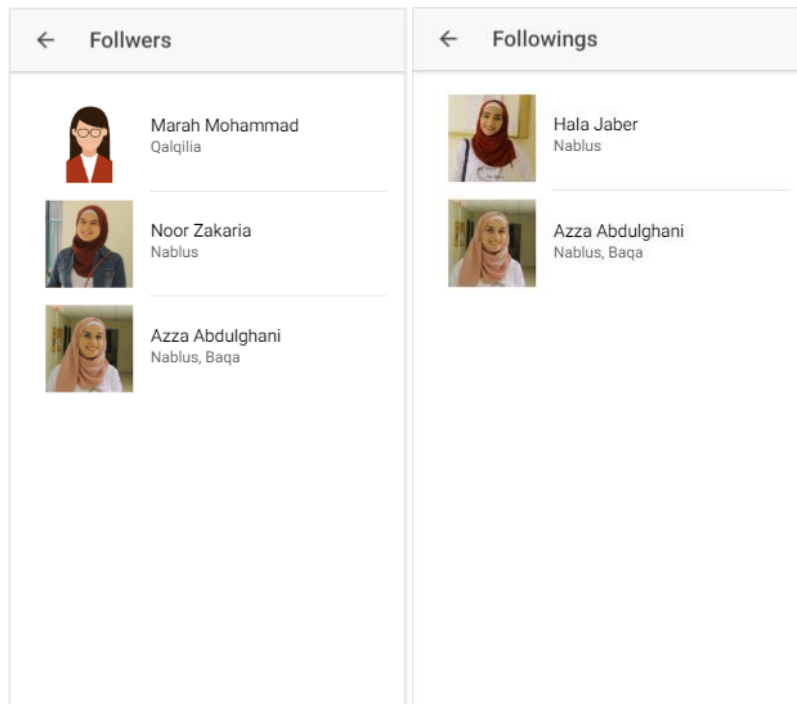 Follwers
Marah Mohammad
Qalqilia
Noor Zakaria
Nablus
Azza Abdulghani
Nablus, Baqa
Followings
Hala Jaber
Nablus
Azza Abdulghani
Nablus, Baqa